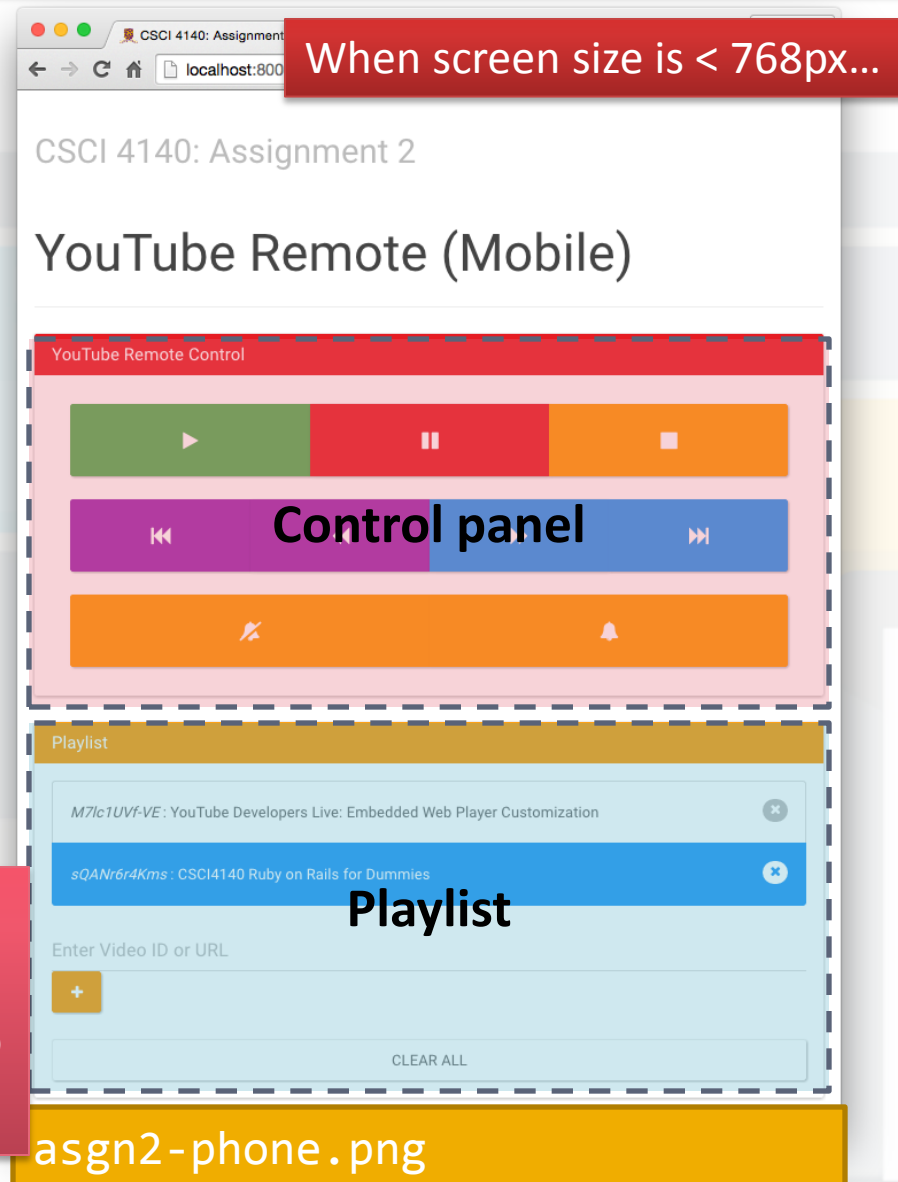 CSCI 4140: Assignment
When screen size is < 768px…
localhost:800
CSCI 4140: Assignment 2
YouTube Remote (Mobile)
YouTube Remote Control
Control panel
Playlist
M7lc1UVf-VE : YouTube Developers Live: Embedded Web Player Customization
sQANr6r4Kms : CSCI4140 Ruby on Rails for Dummies
Playlist
Enter Video ID or URL
CLEAR ALL
asgn2-phone.png